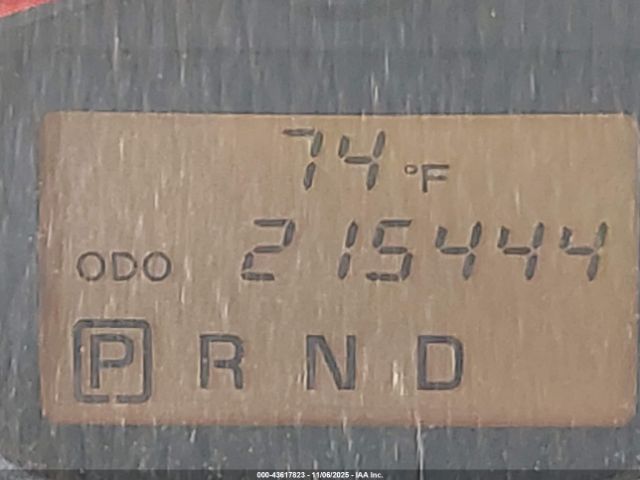 74 °F
ODO 215444
P R N D
000-43617823 - 11/06/2025 - IAA Inc.